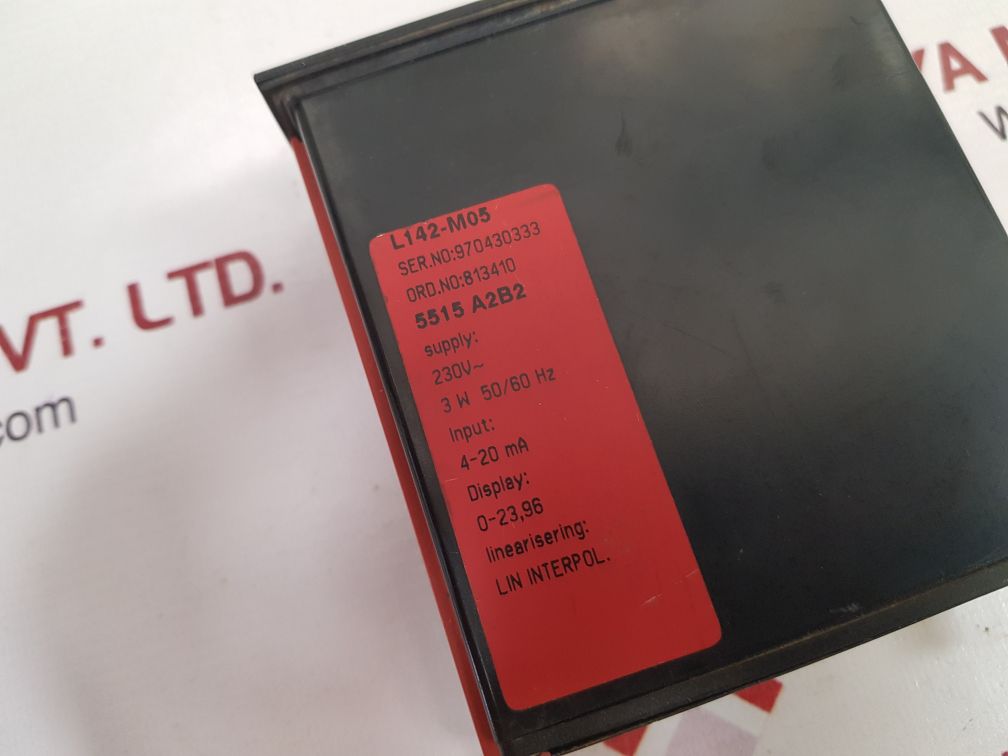 L142-M05
SER.NO:970430333
ORD.NO:813410
5515 A2B2
supply:
230V~
3 W 50/60 Hz
Input:
4-20 mA
Display:
0-23,96
linearisering:
LIN INTERPOL.
VT. LTD.
com
YA